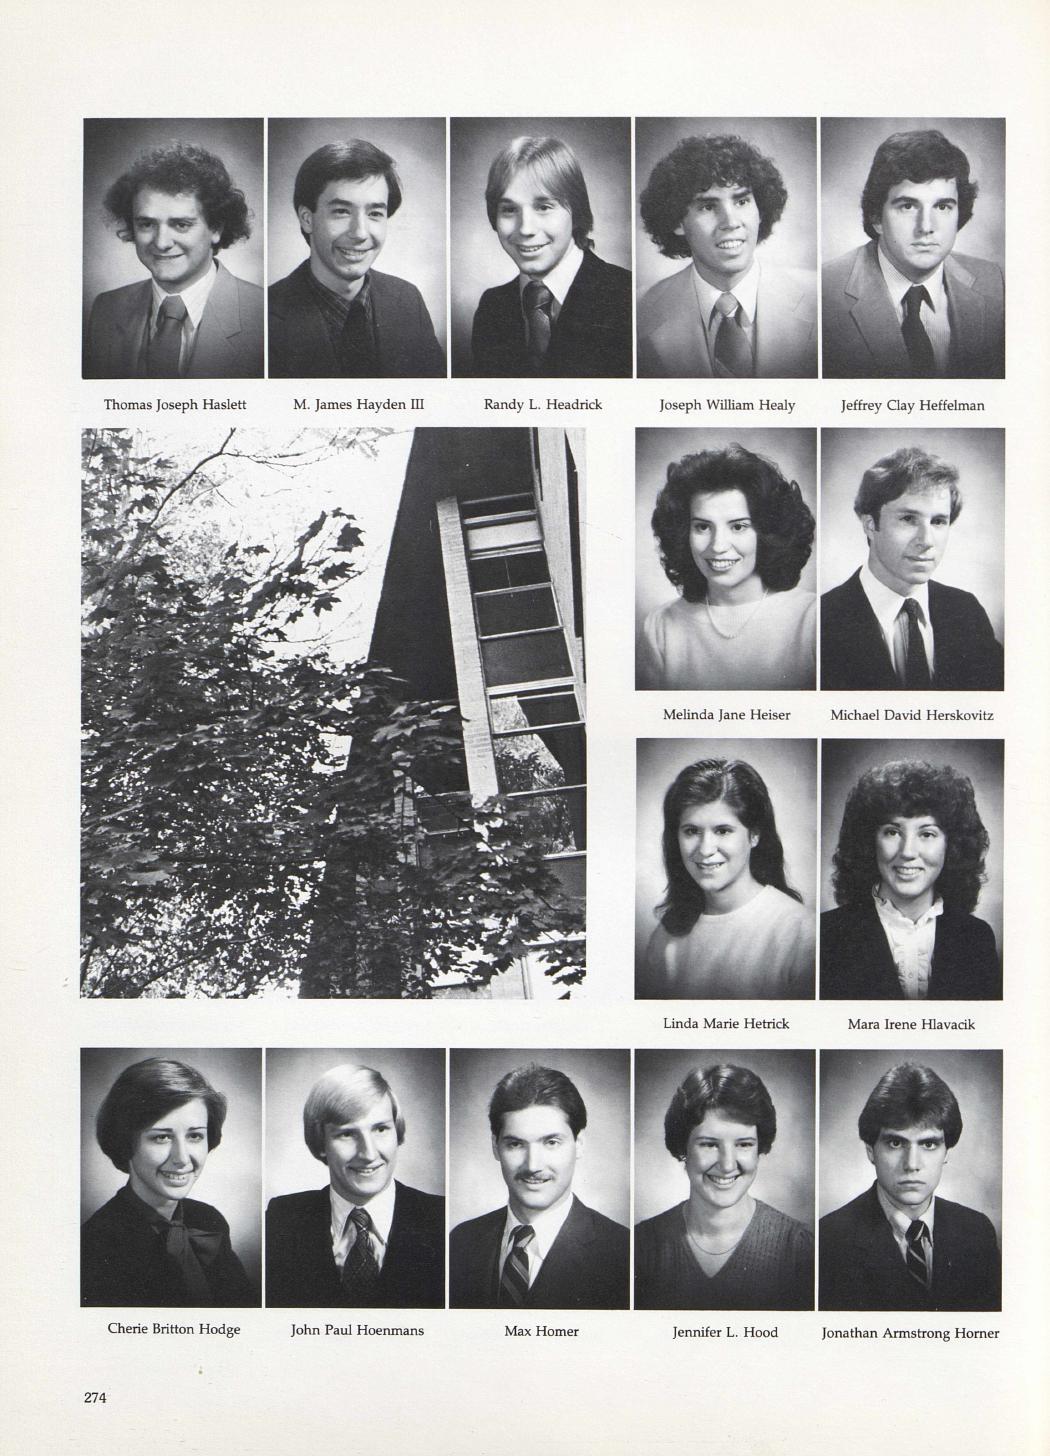 Thomas Joseph Haslett
M. James Hayden III
Randy L. Headrick
Joseph William Healy
Jeffrey Clay Heffelman
Melinda Jane Heiser
Michael David Herskovitz
Linda Marie Hetrick
Mara Irene Hlavacik
Cherie Britton Hodge
John Paul Hoenmans
Max Homer
Jennifer L. Hood
Jonathan Armstrong Horner
274